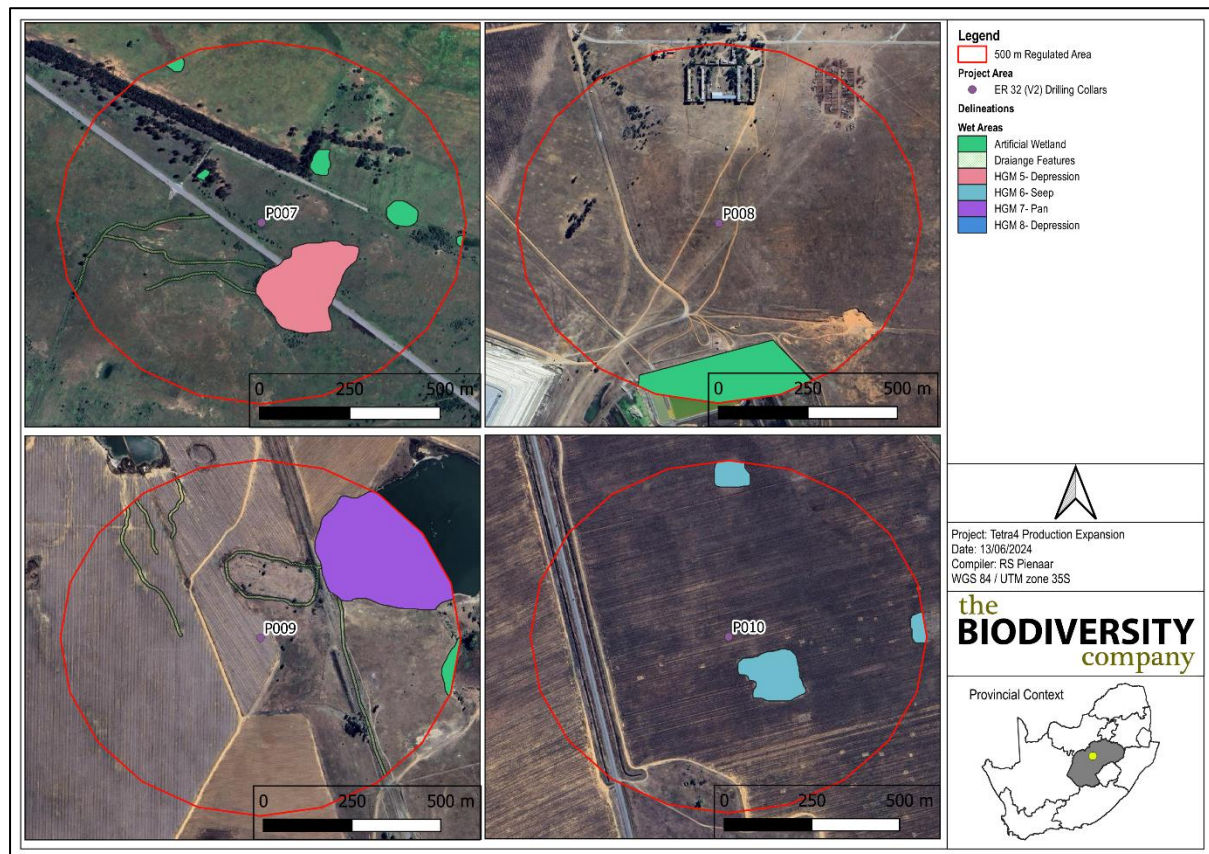 P007
0 250 500 m
P008
0 250 500 m
P009
0 250 500 m
P010
0 250 500 m
Legend
500 m Regulated Area
Project Area
ER 32 (V2) Drilling Collars
Delineations
Wet Areas
Artificial Wetland
Draiange Features
HGM 5- Depression
HGM 6- Seep
HGM 7- Pan
HGM 8- Depression
Project: Tetra4 Production Expansion
Date: 13/06/2024
Compiler: RS Pienaar
WGS 84 / UTM zone 35S
the
BIODIVERSITY
company
Provincial Context